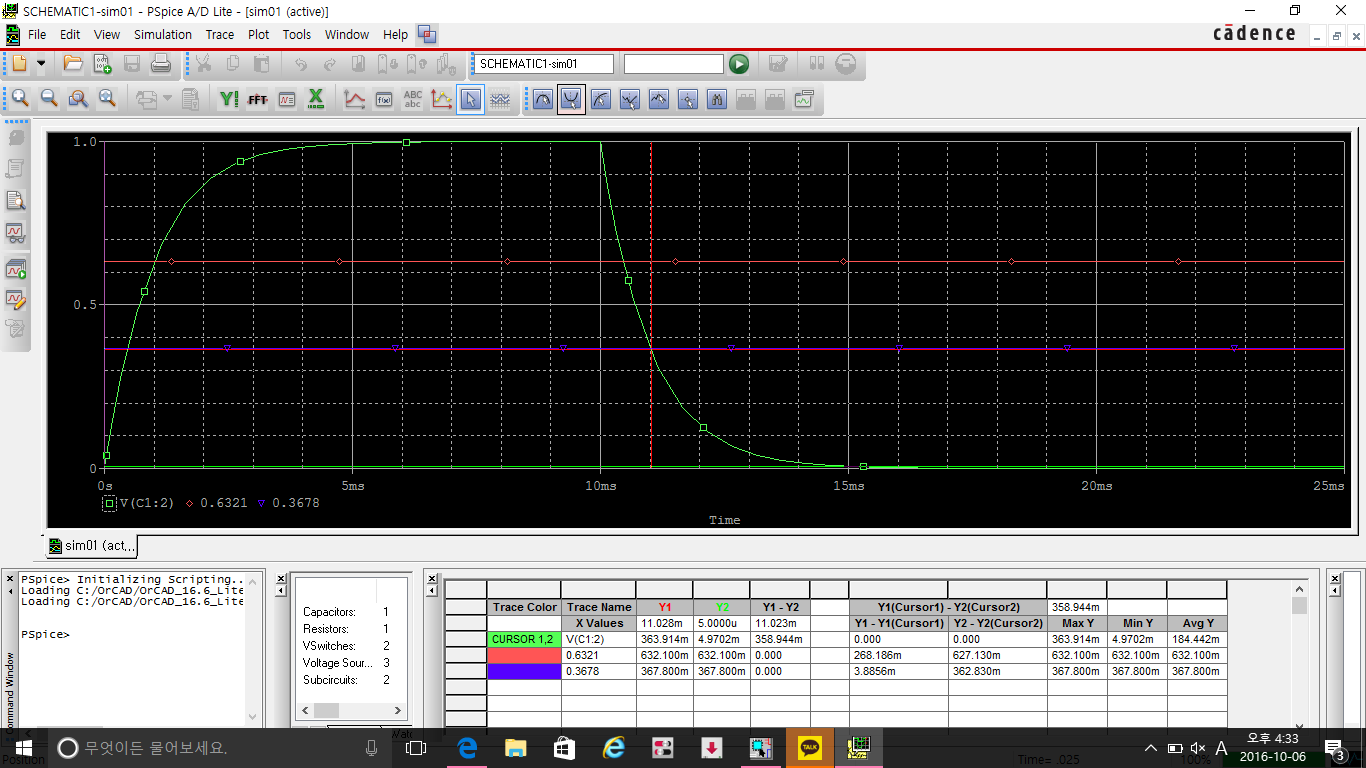 SCHEMATIC1-sim01 - PSpice A/D Lite - [sim01 (active)]
File Edit View Simulation Trace Plot Tools Window Help
cādence
SCHEMATIC1-sim01
FFT
ABC
abc
1.0
0.5
0
0s 5ms 10ms 15ms 20ms 25ms
V(C1:2) 0.6321 0.3678
Time
sim01 (act...
PSpice> Initializing Scripting..
Loading C:/OrCAD/OrCAD_16.6_Lite
Loading C:/OrCAD/OrCAD_16.6_Lite
PSpice>
Command Window
Capacitors: 1
Resistors: 1
VSwitches: 2
Voltage Sour... 3
Subcircuits: 2
Trace Color Trace Name Y1 Y2 Y1 - Y2 Y1(Cursor1) - Y2(Cursor2) 358.944m
X Values 11.028m 5.0000u 11.023m Y1 - Y1(Cursor1) Y2 - Y2(Cursor2) Max Y Min Y Avg Y
CURSOR 1,2 V(C1:2) 363.914m 4.9702m 358.944m 0.000 0.000 363.914m 4.9702m 184.442m
0.6321 632.100m 632.100m 0.000 268.186m 627.130m 632.100m 632.100m 632.100m
0.3678 367.800m 367.800m 0.000 3.8856m 362.830m 367.800m 367.800m 367.800m
무엇이든 물어보세요.
TALK
A
오후 4:33
2016-10-06
3
Position
Time= .025
100%